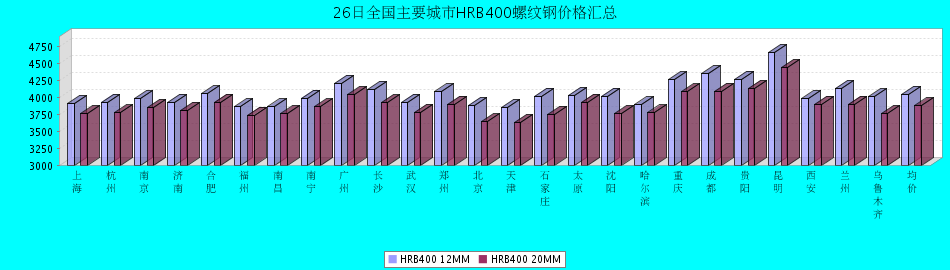 26日全国主要城市HRB400螺纹钢价格汇总
4750
4500
4250
4000
3750
3500
3250
3000
上海 杭州 南京 济南 合肥 福州 南昌 南宁 广州 长沙 武汉 郑州 北京 天津 石家庄 太原 沈阳 哈尔滨 重庆 成都 贵阳 昆明 西安 兰州 乌鲁木齐 均价
HRB400 12MM HRB400 20MM